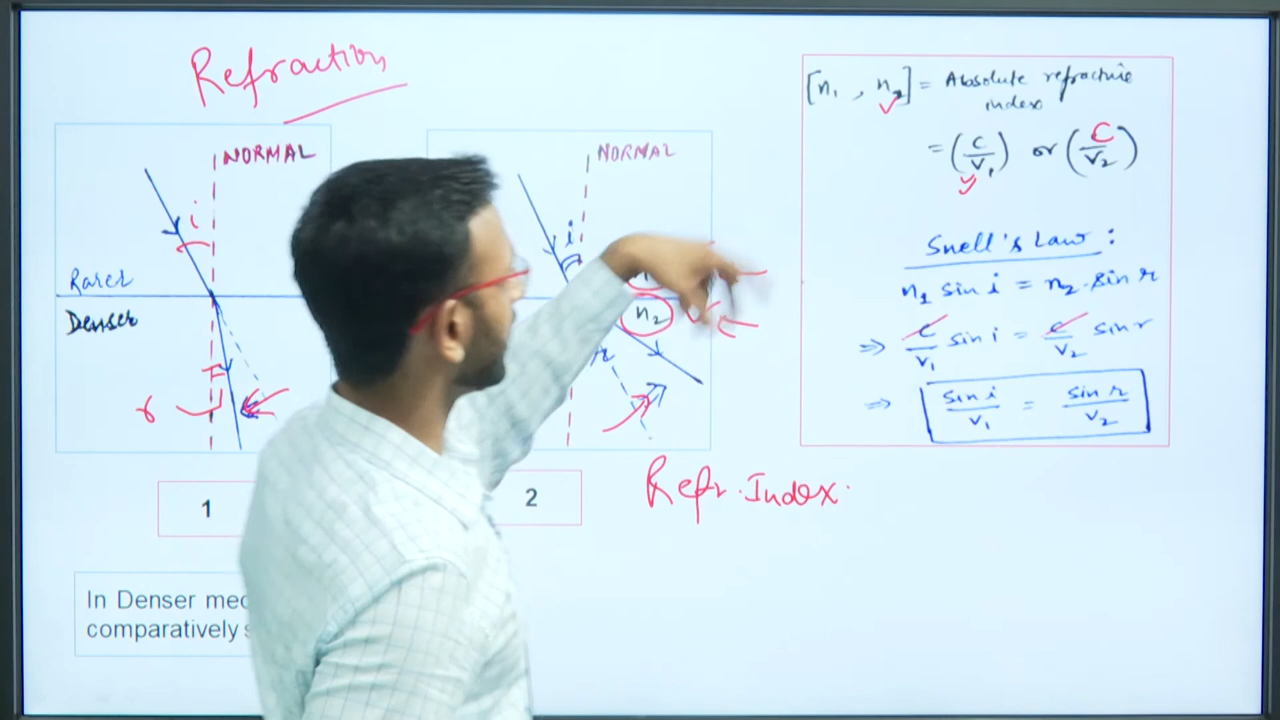 Refraction
NORMAL
i
Rarer
Denser
r
1
In Denser
comparatively
NORMAL
i
n2
r
2
Refr. Index.
[n1 , n2] = Absolute refractive
index
= (c/v1) or (C/v2)
Snell's Law :
n1 sin i = n2 . sin r
⇒ c/v1 sin i = c/v2 sin r
⇒ sin i/v1 = sin r/v2